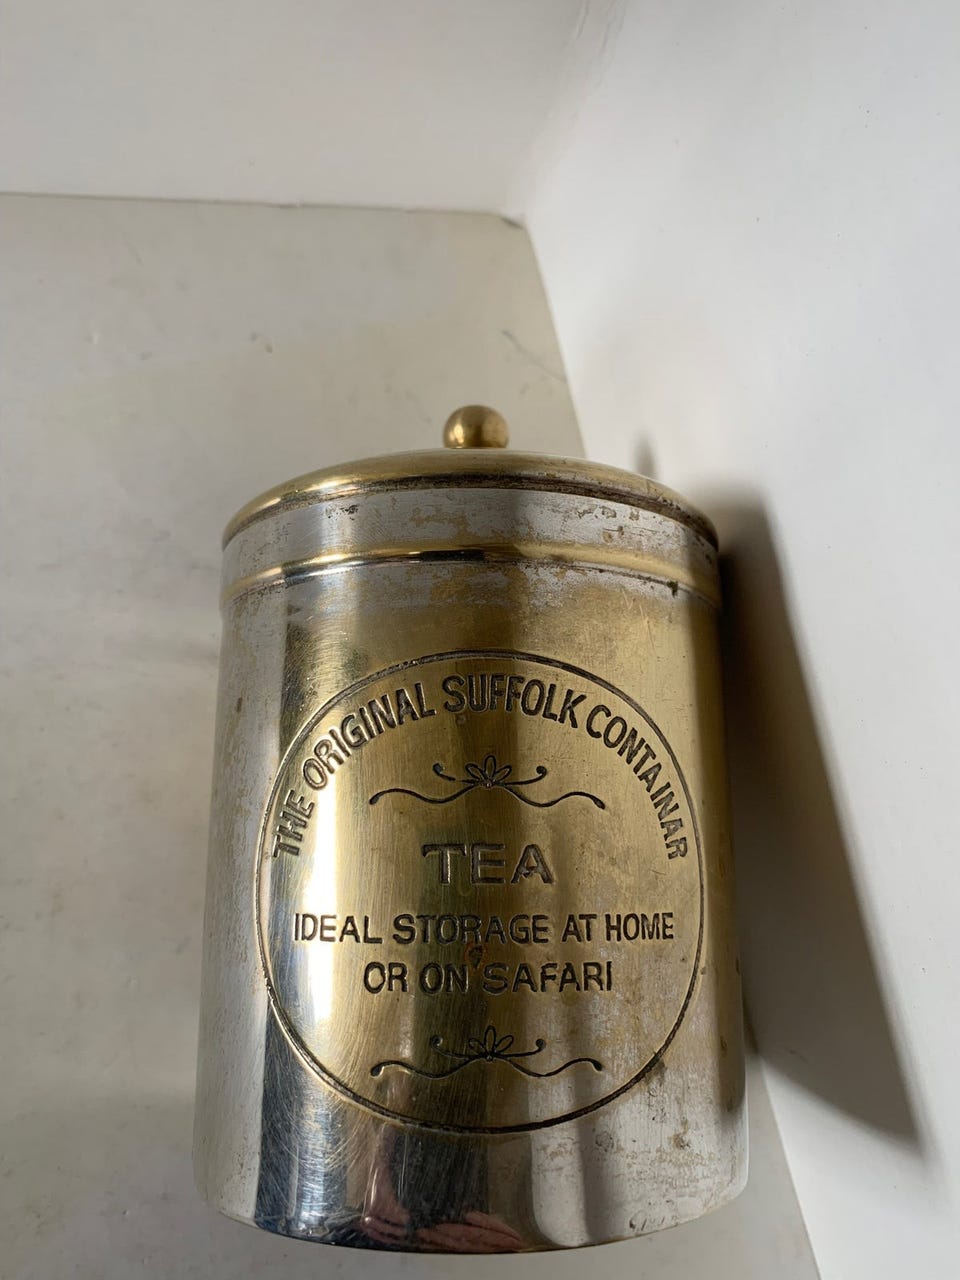 THE ORIGINAL SUFFOLK CONTAINAR
TEA
IDEAL STORAGE AT HOME
OR ON SAFARI